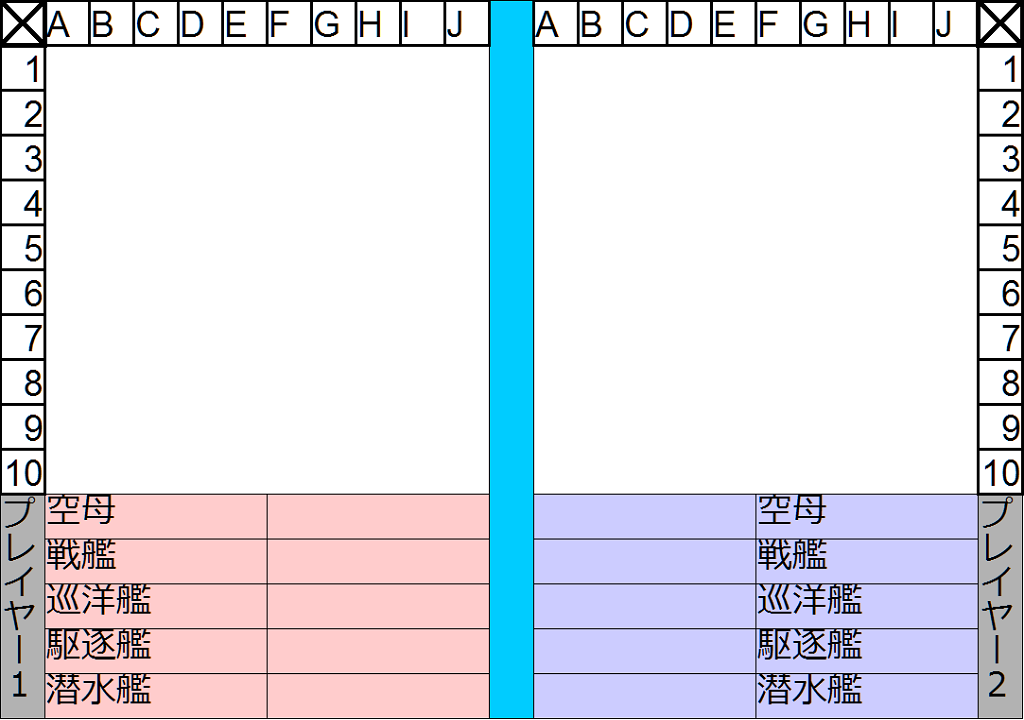 A B C D E F G H I J A B C D E F G H I J
1 1
2 2
3 3
4 4
5 5
6 6
7 7
8 8
9 9
10 10
プレイヤー1
空母
戦艦
巡洋艦
駆逐艦
潜水艦
空母
戦艦
巡洋艦
駆逐艦
潜水艦
プレイヤー2